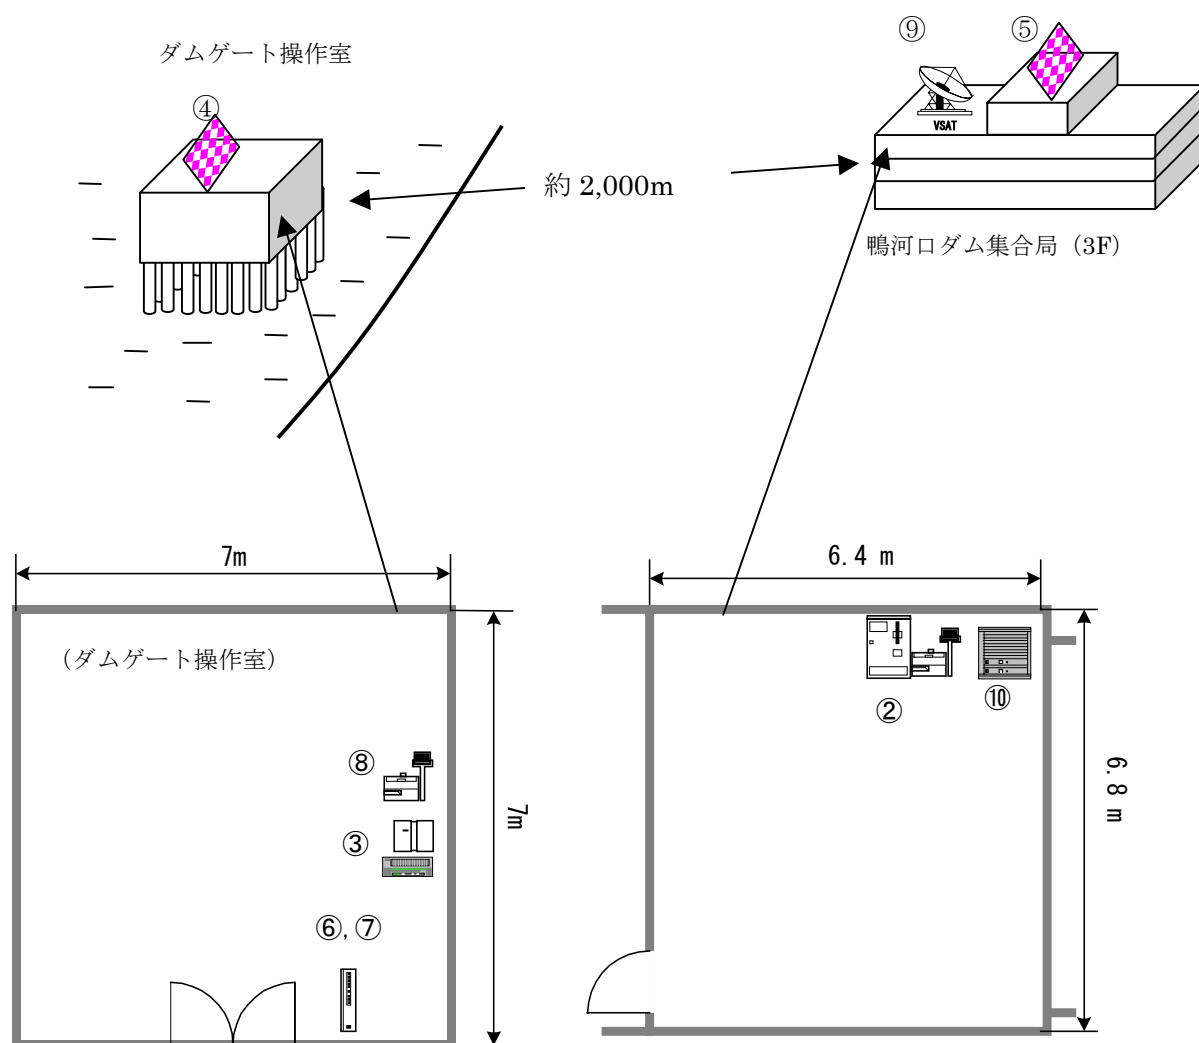 ⑨
⑤
ダムゲート操作室
④
VSAT
約 2,000m
鴨河口ダム集合局（3F）
7m
6.4 m
（ダムゲート操作室）
②
⑩
⑧
6.8 m
7m
③
⑥,⑦